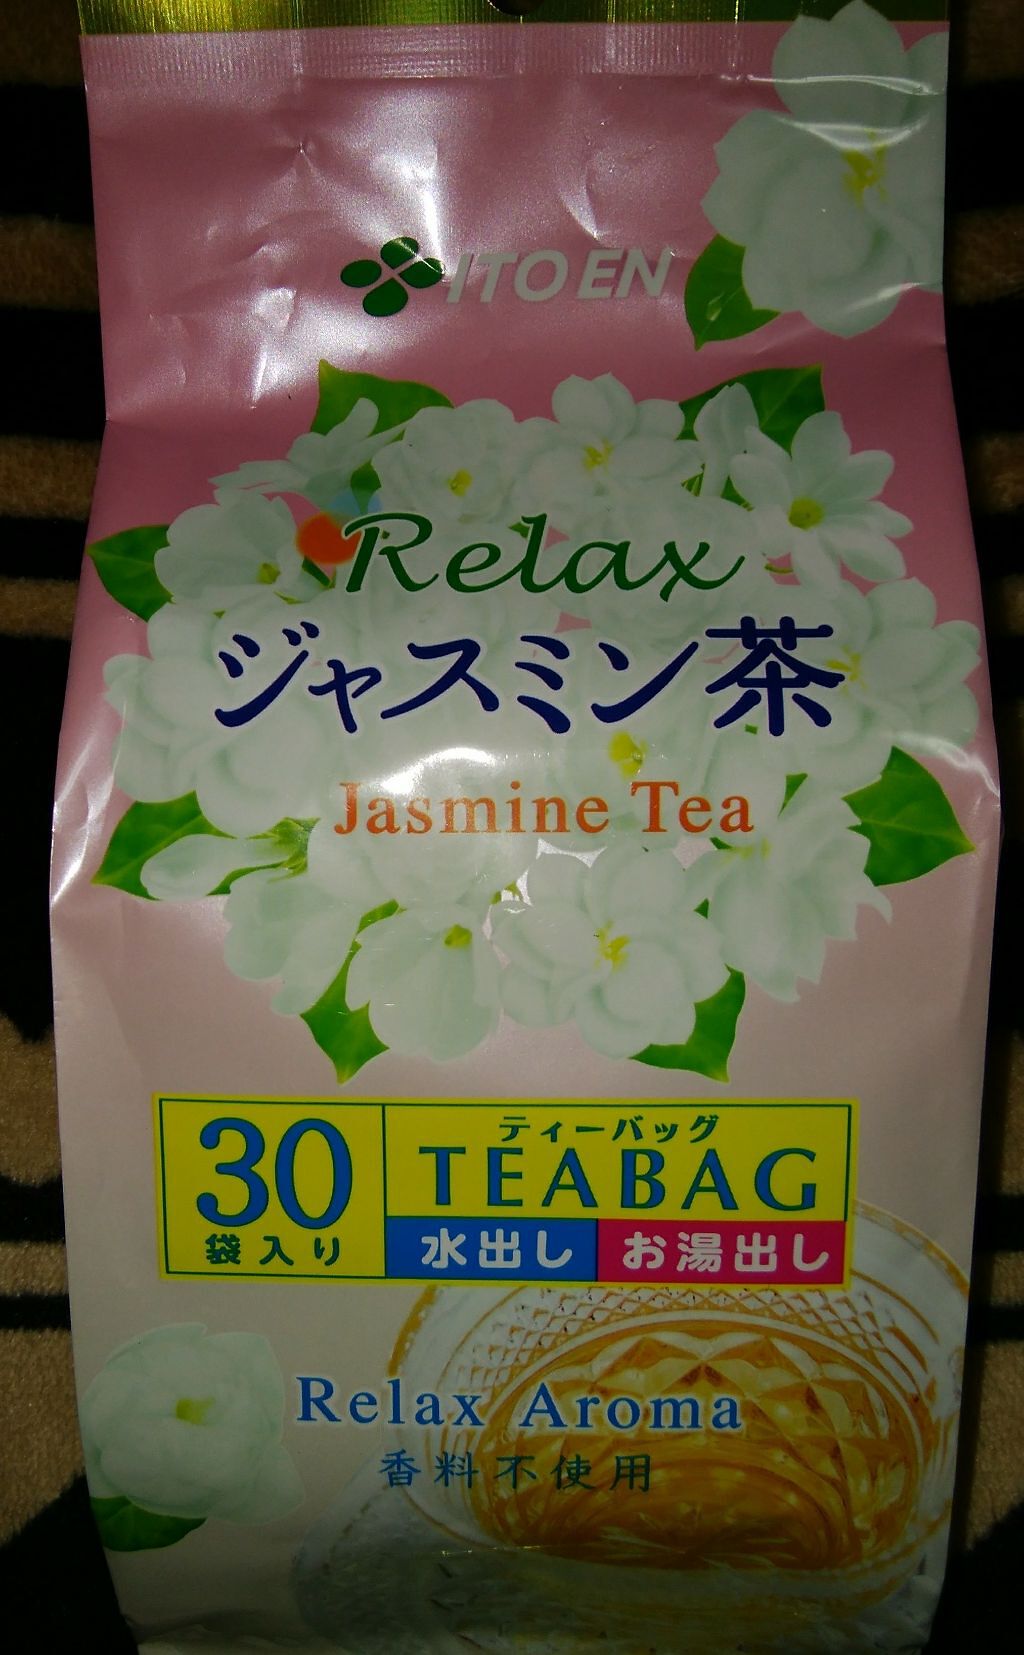 ITO EN
Relax
ジャスミン茶
Jasmine Tea
30
袋入り
ティーバッグ
TEABAG
水出し お湯出し
Relax Aroma
香料不使用